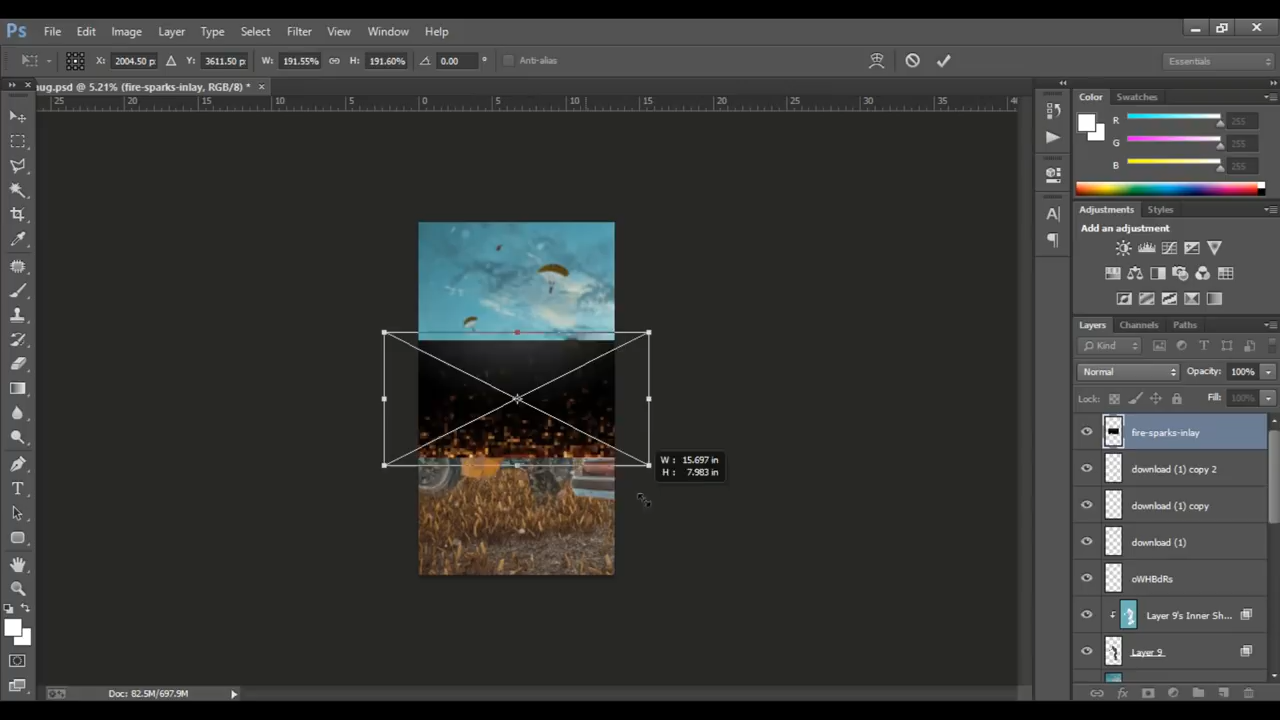 Ps File Edit Image Layer Type Select Filter View Window Help
X: 2004.50 p Y: 3611.50 p W: 191.55% H: 191.60% 0.00 ° Anti-alias Essentials
ug.psd @ 5.21% (fire-sparks-inlay, RGB/8) * ×
25 20 15 10 5 0 5 10 15 20 25 30 35
W : 15.697 in
H : 7.983 in
Color Swatches
R 255
G 255
B 255
Adjustments Styles
Add an adjustment
Layers Channels Paths
Kind
Normal Opacity: 100%
Lock: Fill: 100%
fire-sparks-inlay
download (1) copy 2
download (1) copy
download (1)
oWHBdRs
Layer 9's Inner Sh...
Layer 9
Doc: 82.5M/697.9M